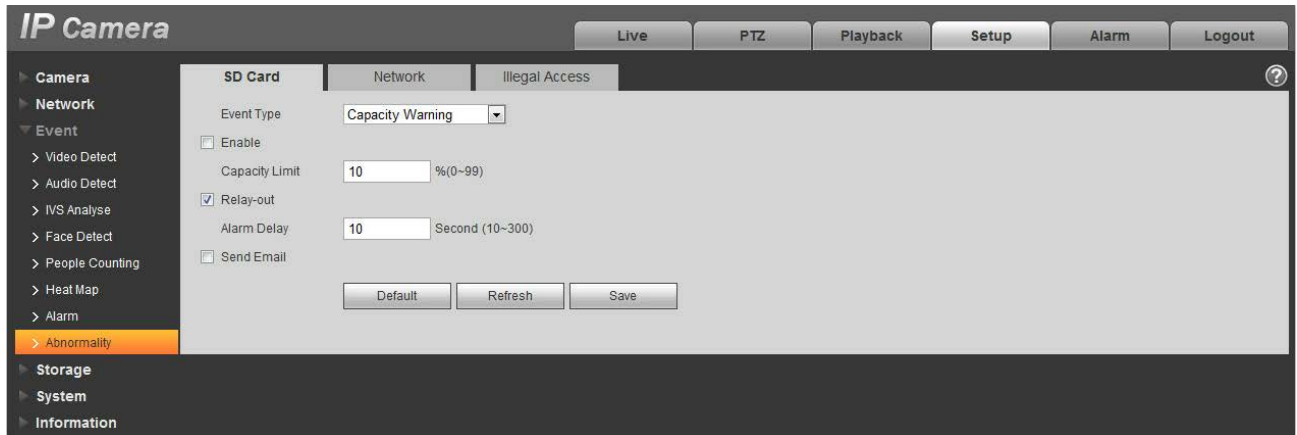 IP Camera
Live PTZ Playback Setup Alarm Logout
Camera
Network
Event
Video Detect
Audio Detect
IVS Analyse
Face Detect
People Counting
Heat Map
Alarm
Abnormality
Storage
System
Information
SD Card Network Illegal Access ?
Event Type Capacity Warning
Enable
Capacity Limit 10 %(0~99)
Relay-out
Alarm Delay 10 Second (10~300)
Send Email
Default Refresh Save